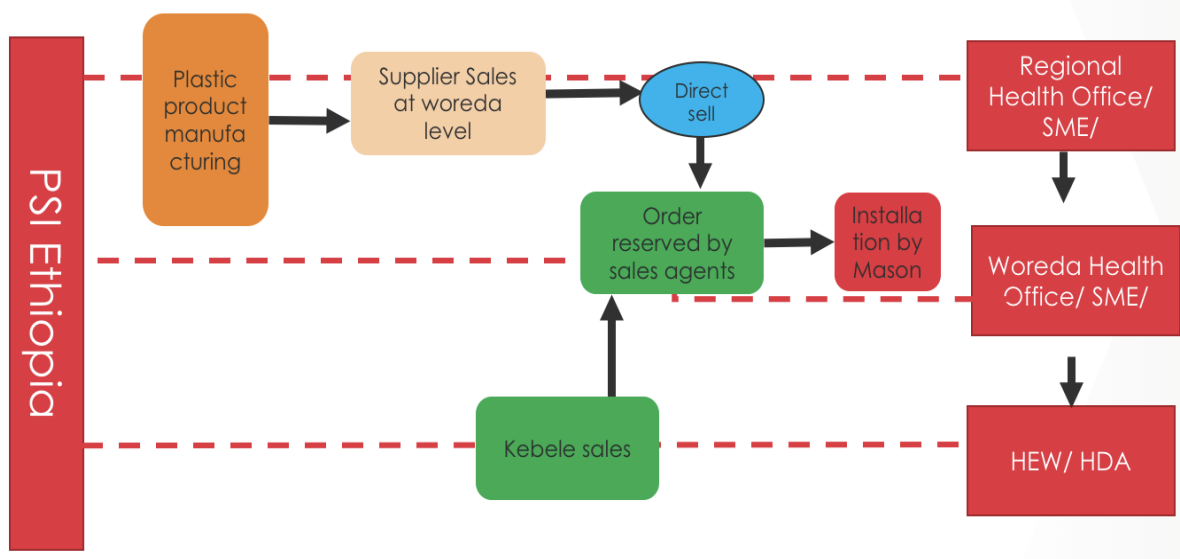 PSI Ethiopia
Plastic
product
manufa
cturing
Supplier Sales
at woreda
level
Direct
sell
Regional
Health Office/
SME/
Order
reserved by
sales agents
Installa
tion by
Mason
Woreda Health
Office/ SME/
Kebele sales
HEW/ HDA